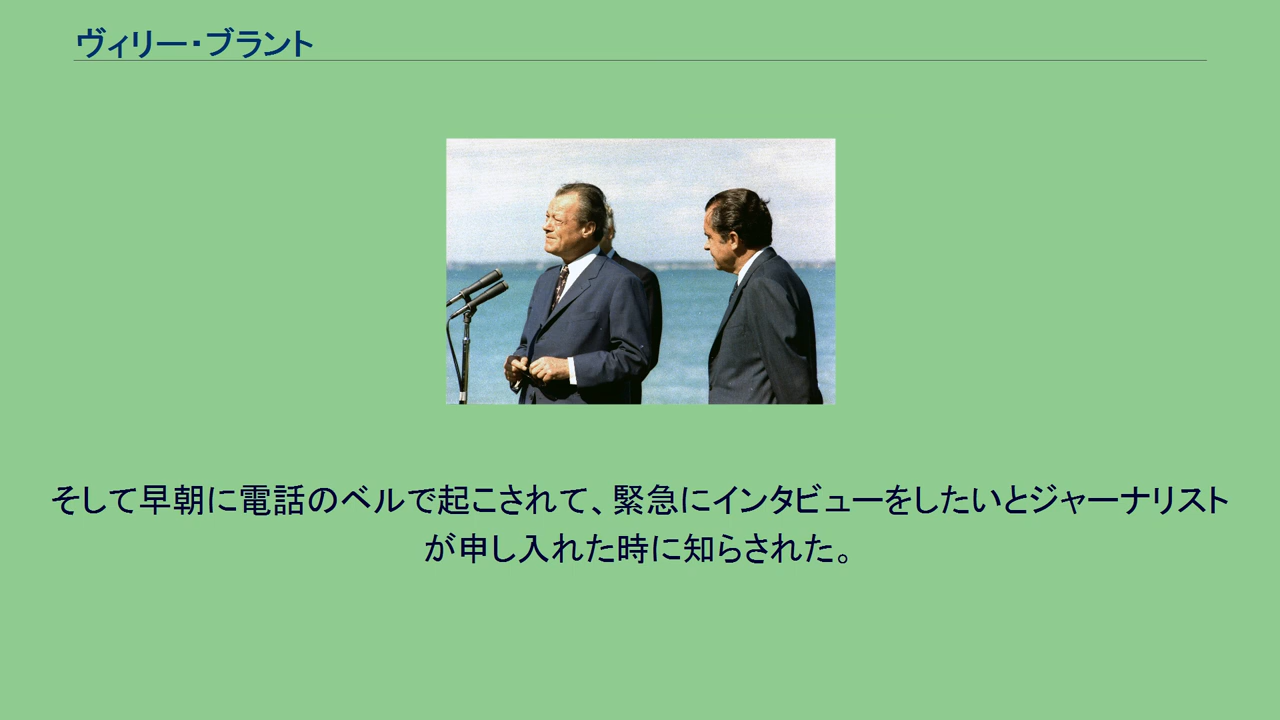 ヴィリー・ブラント
そして早朝に電話のベルで起こされて、緊急にインタビューをしたいとジャーナリスト
が申し入れた時に知らされた。